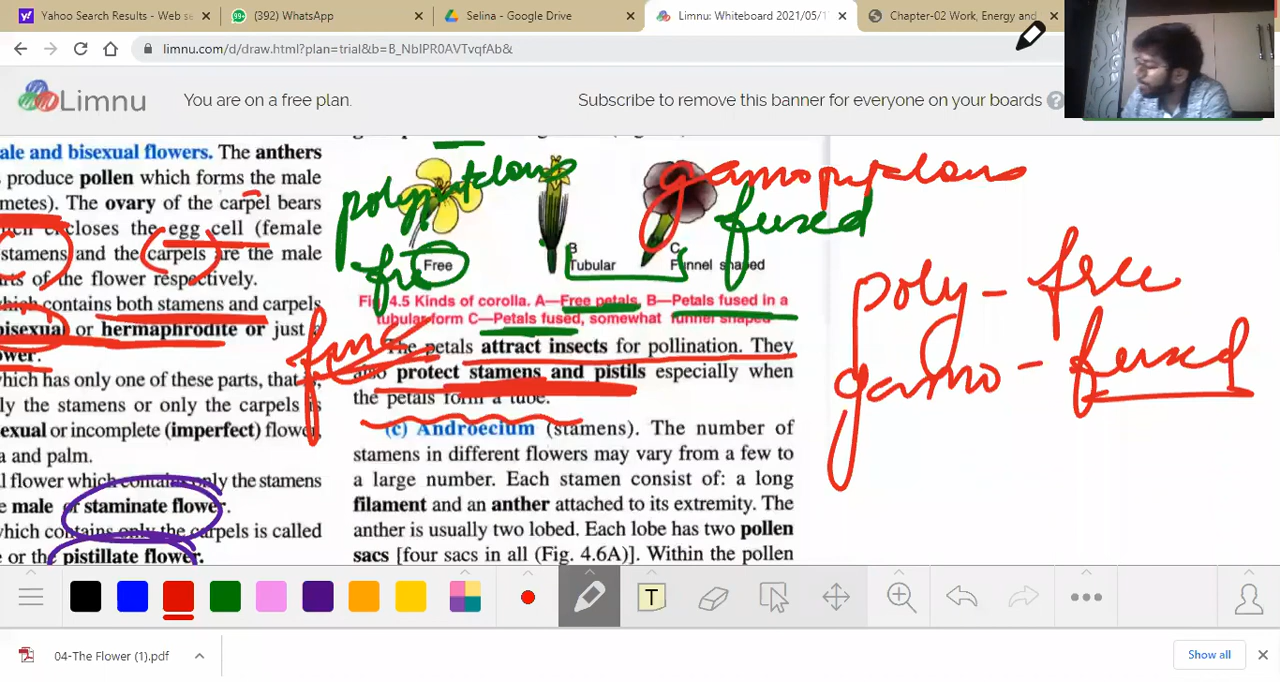 Yahoo Search Results - Web se
(392) WhatsApp
Selina - Google Drive
Limnu: Whiteboard 2021/05/1
Chapter-02 Work, Energy and
limnu.com/d/draw.html?plan=trial&b=B_NbIPR0AVTvqfAb&
Limnu
You are on a free plan.
Subscribe to remove this banner for everyone on your boards
ale and bisexual flowers. The anthers
s produce pollen which forms the male
metes). The ovary of the carpel bears
closes the egg cell (female
stamens and the carpels are the male
rts of the flower respectively.
which contains both stamens and carpels
bisexual or hermaphrodite or just a
ower.
which has only one of these parts, that is,
ly the stamens or only the carpels is
exual or incomplete (imperfect) flower,
a and palm.
l flower which contains only the stamens
e male or staminate flower.
which contains only the carpels is called
e or the pistillate flower.
polypetalous
free
gamopetalous
fused
Free
B
Tubular
C
Funnel shaped
Fig. 4.5 Kinds of corolla. A—Free petals, B—Petals fused in a
tubular form C—Petals fused, somewhat funnel shaped
The petals attract insects for pollination. They
also protect stamens and pistils especially when
the petals form a tube.
(c) Androecium (stamens). The number of
stamens in different flowers may vary from a few to
a large number. Each stamen consist of: a long
filament and an anther attached to its extremity. The
anther is usually two lobed. Each lobe has two pollen
sacs [four sacs in all (Fig. 4.6A)]. Within the pollen
poly - free
gamo - fused
T
04-The Flower (1).pdf
Show all